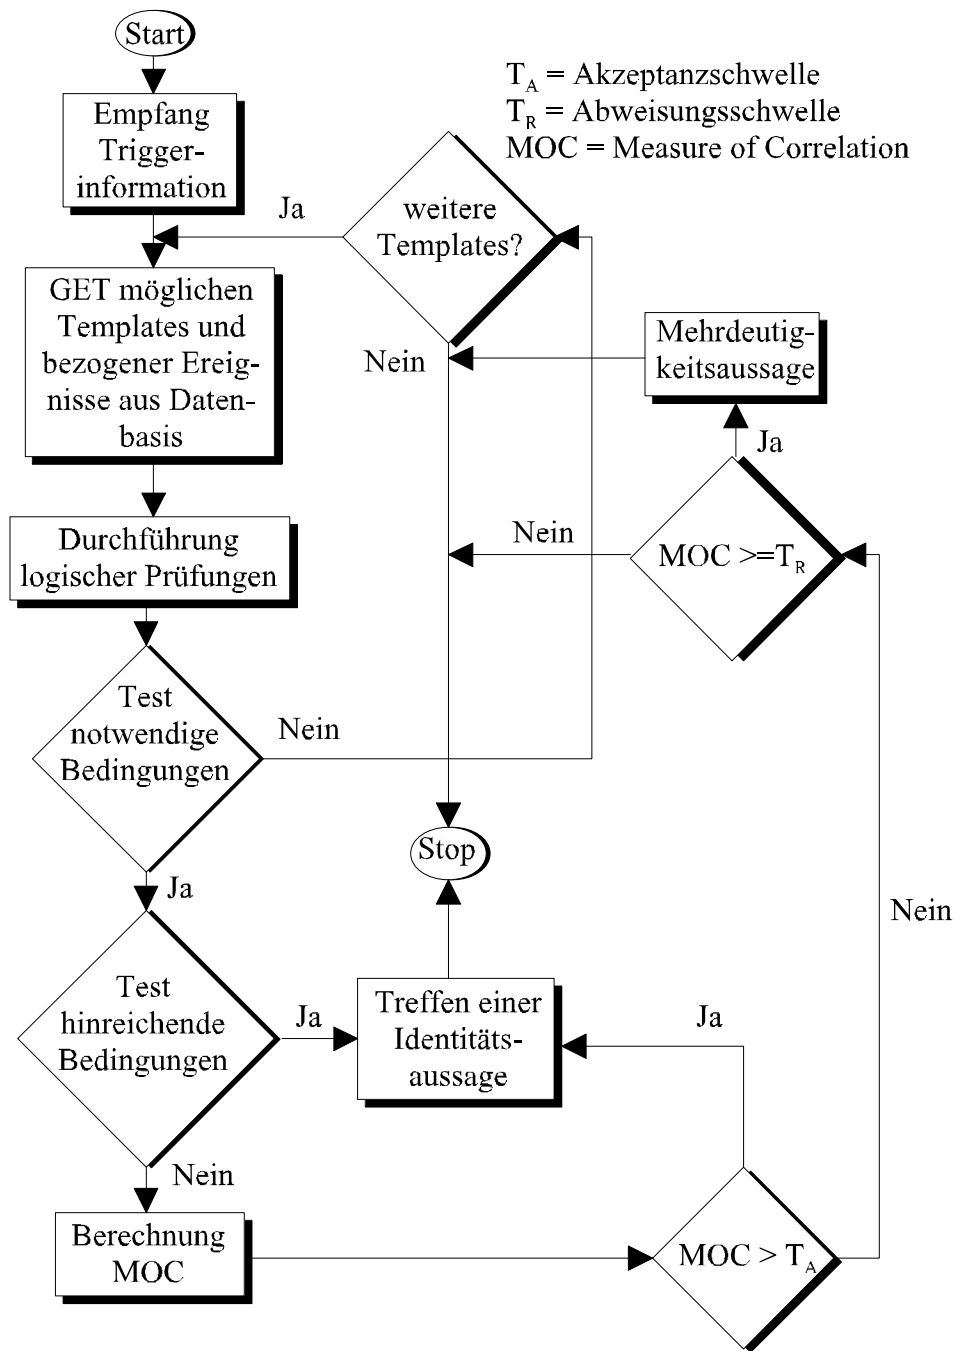 Start
T_A = Akzeptanzschwelle
T_R = Abweisungsschwelle
MOC = Measure of Correlation
Empfang
Trigger-
information
Ja
weitere
Templates?
GET möglichen
Templates und
bezogener Ereig-
nisse aus Daten-
basis
Nein
Mehrdeutig-
keitsaussage
Ja
Durchführung
logischer Prüfungen
Nein
MOC >=T_R
Test
notwendige
Bedingungen
Nein
Stop
Ja
Nein
Test
hinreichende
Bedingungen
Ja
Treffen einer
Identitäts-
aussage
Ja
Nein
Berechnung
MOC
MOC > T_A